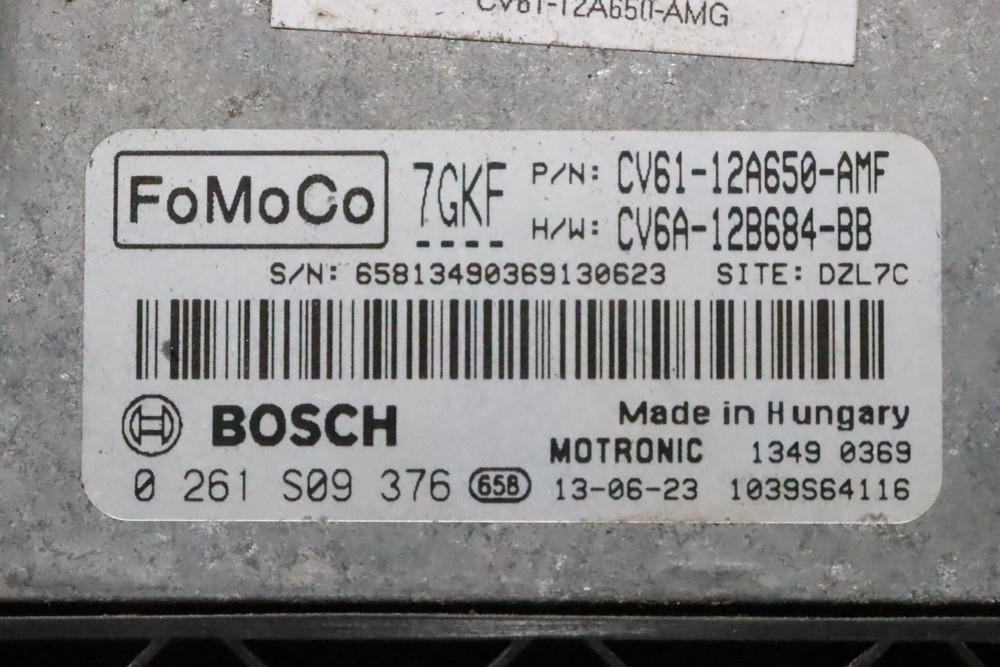 CV61-12A650-AMG
FoMoCo 7GKF P/N: CV61-12A650-AMF
H/W: CV6A-12B684-BB
S/N: 65813490369130623 SITE: DZL7C
BOSCH Made in Hungary
MOTRONIC 1349 0369
0 261 S09 376 658 13-06-23 1039S64116